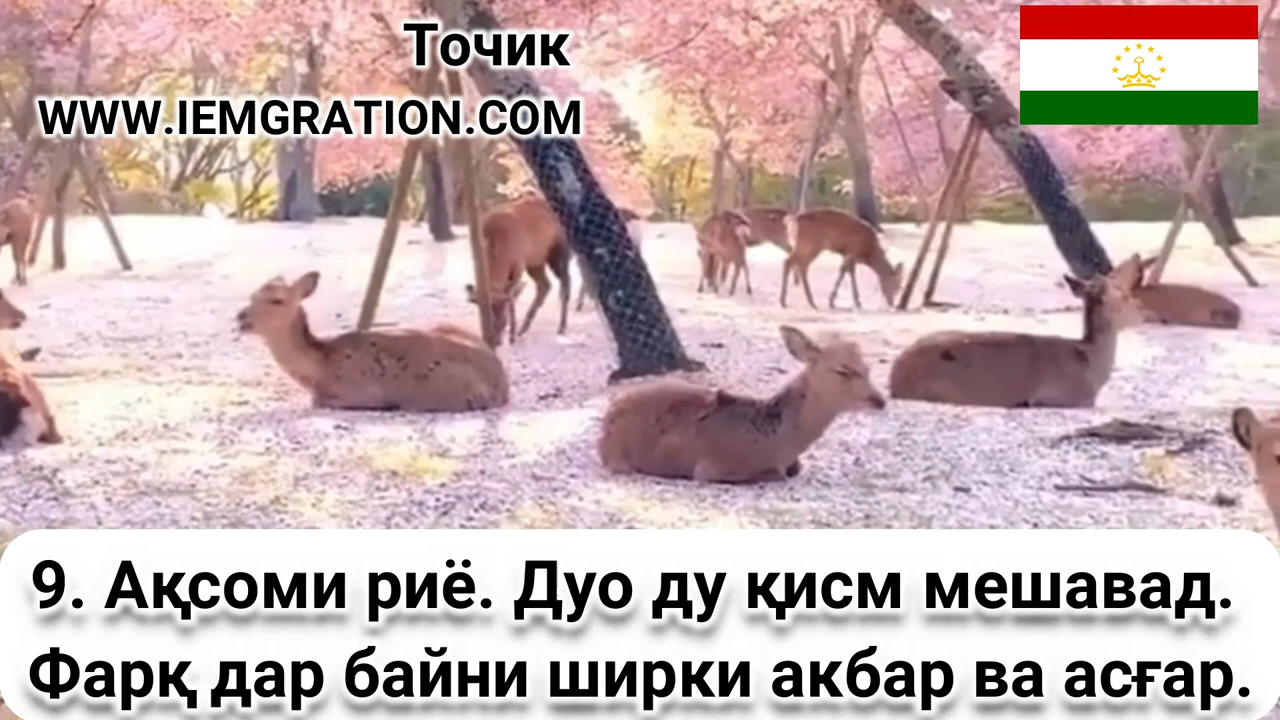 Точик
WWW.IEMGRATION.COM
9. Ақсоми риё. Дуо ду қисм мешавад.
Фарқ дар байни ширки акбар ва асғар.